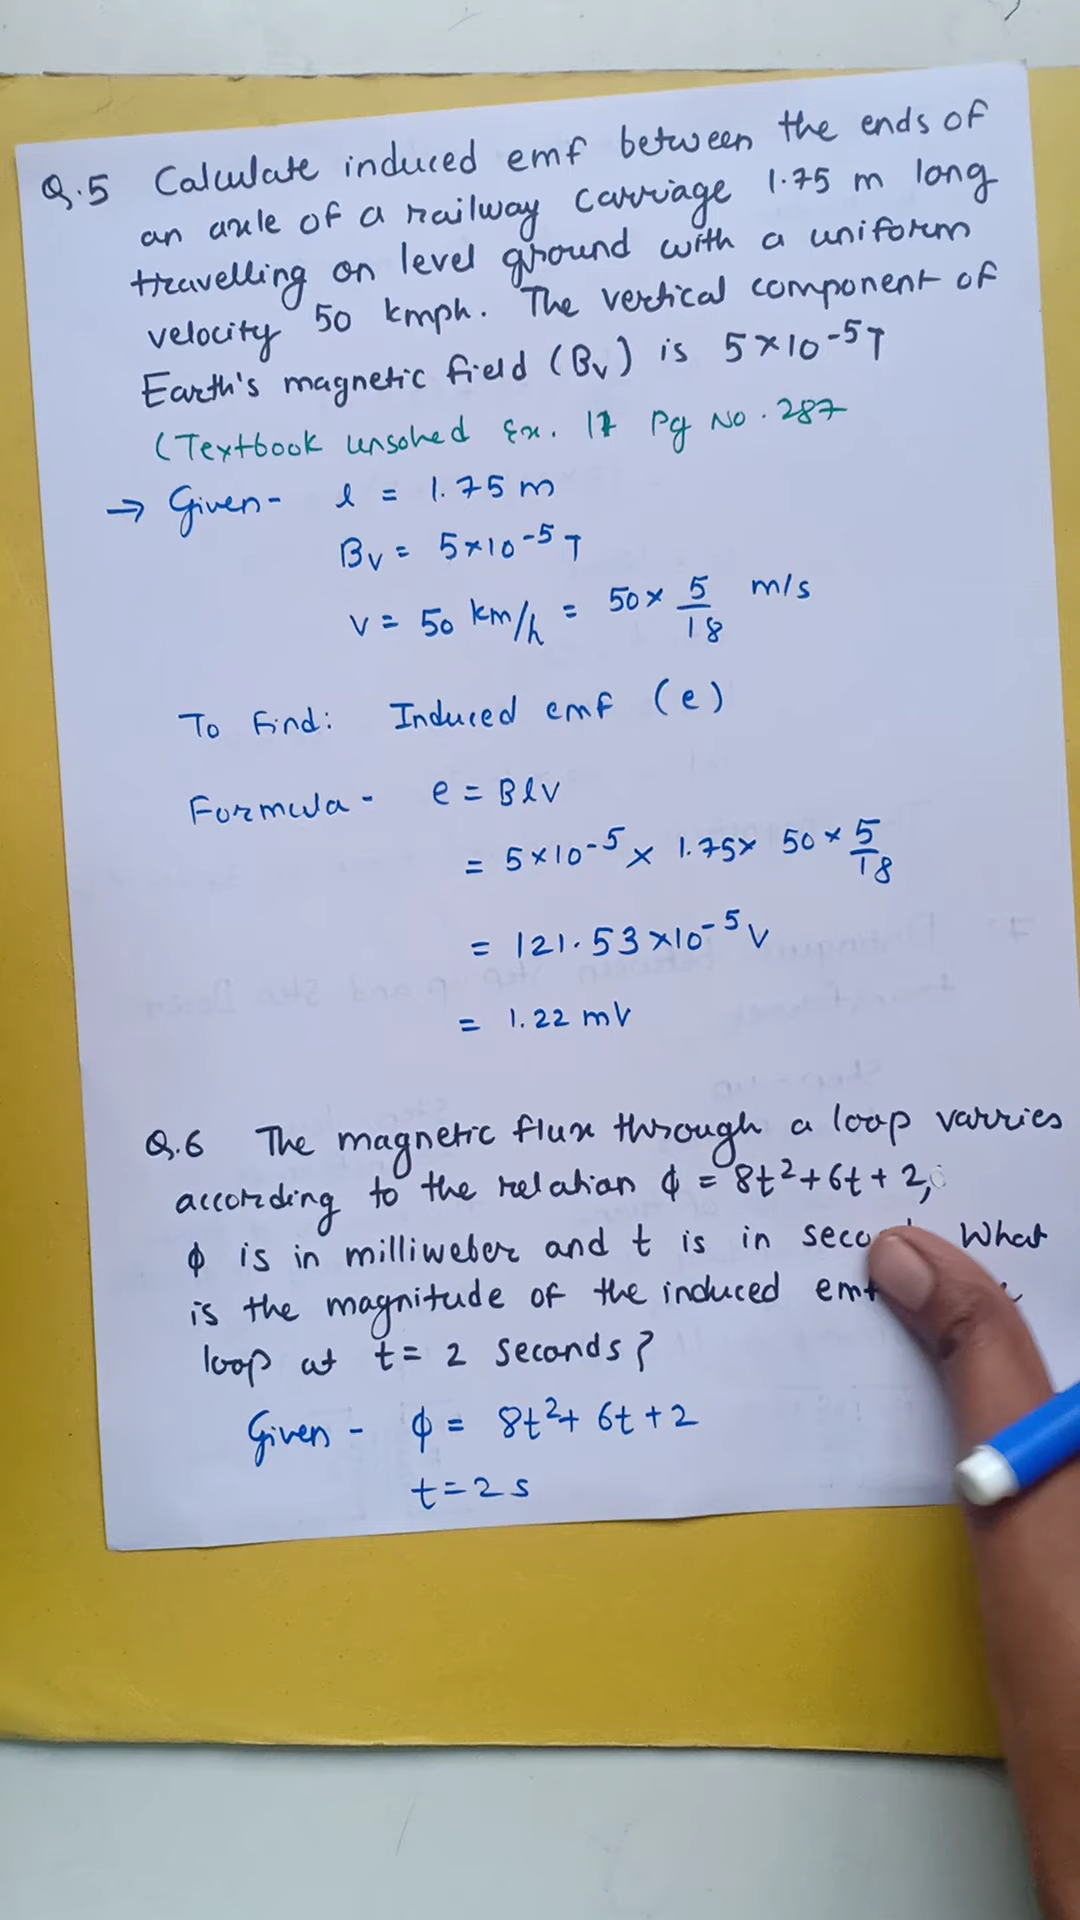 Q.5 Calculate induced emf between the ends of
an axle of a railway carriage 1.75 m long
travelling on level ground with a uniform
velocity 50 kmph. The vertical component of
Earth's magnetic field (Bv) is 5×10⁻⁵T
(Textbook unsolved Ex. 17 Pg No. 287
→ Given- l = 1.75 m
Bv = 5×10⁻⁵ T
v = 50 km/h = 50 × 5/18 m/s
To Find: Induced emf (e)
Formula - e = Blv
= 5×10⁻⁵ × 1.75 × 50 × 5/18
= 121.53 ×10⁻⁵ V
= 1.22 mV
Q.6 The magnetic flux through a loop varries
according to the relation ϕ = 8t²+6t+2,
ϕ is in milliweber and t is in What
is the magnitude of the induced
loop at t = 2 seconds?
Given - ϕ = 8t²+ 6t+2
t=2s